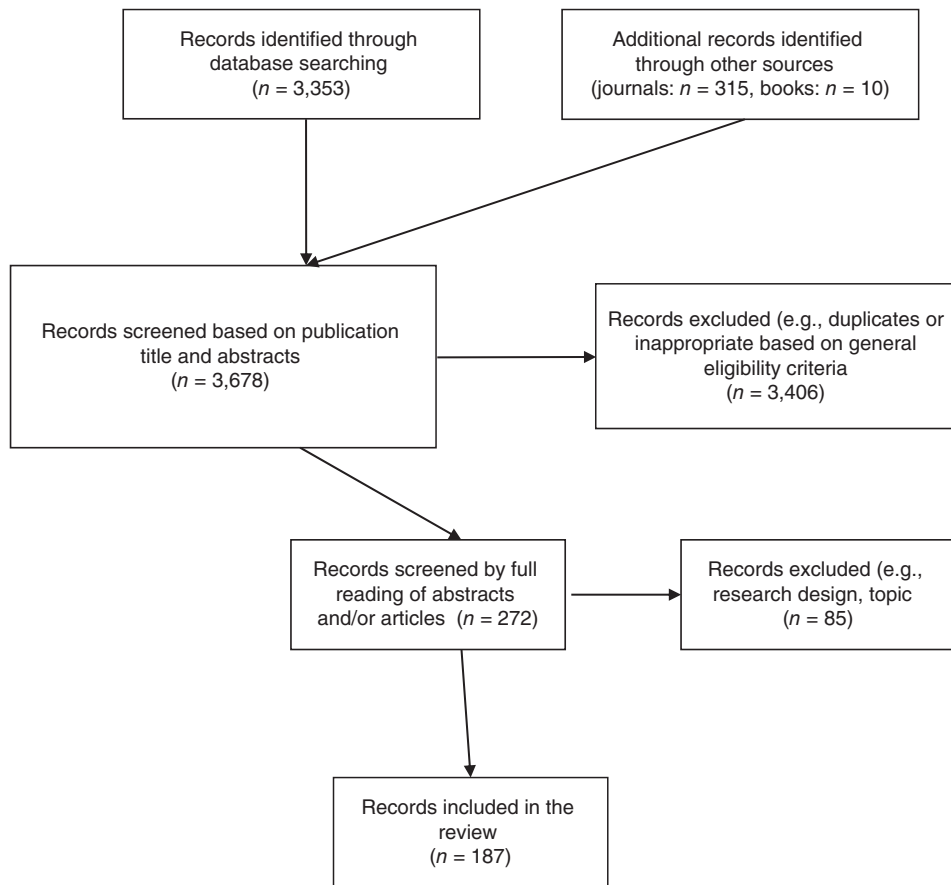 Records identified through
database searching
(n = 3,353)
Additional records identified
through other sources
(journals: n = 315, books: n = 10)
Records screened based on publication
title and abstracts
(n = 3,678)
Records excluded (e.g., duplicates or
inappropriate based on general
eligibility criteria
(n = 3,406)
Records screened by full
reading of abstracts
and/or articles (n = 272)
Records excluded (e.g.,
research design, topic
(n = 85)
Records included in the
review
(n = 187)